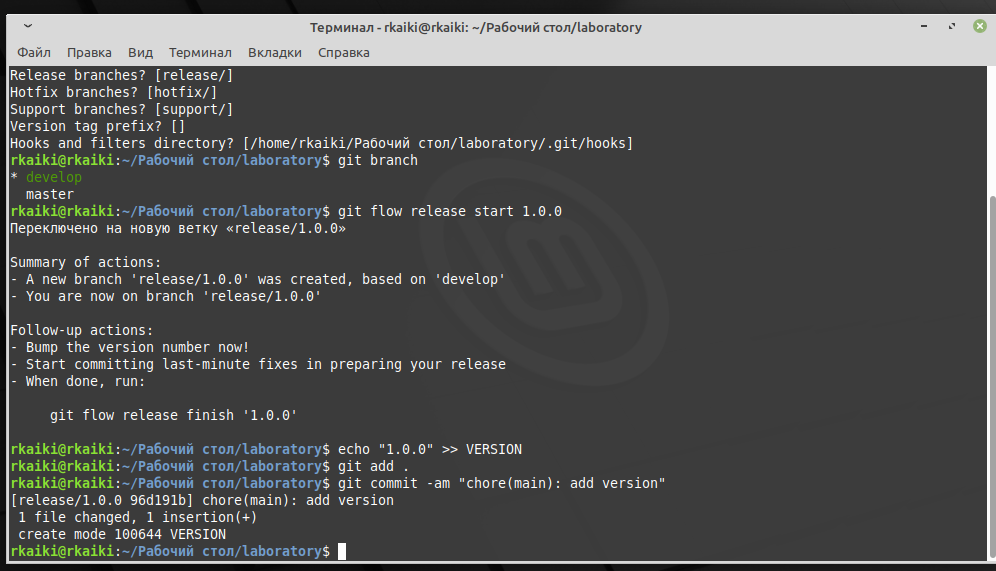 Терминал - rkaiki@rkaiki: ~/Рабочий стол/laboratory
Файл Правка Вид Терминал Вкладки Справка
Release branches? [release/]
Hotfix branches? [hotfix/]
Support branches? [support/]
Version tag prefix? []
Hooks and filters directory? [/home/rkaiki/Рабочий стол/laboratory/.git/hooks]
rkaiki@rkaiki:~/Рабочий стол/laboratory$ git branch
* develop
  master
rkaiki@rkaiki:~/Рабочий стол/laboratory$ git flow release start 1.0.0
Переключено на новую ветку «release/1.0.0»

Summary of actions:
- A new branch 'release/1.0.0' was created, based on 'develop'
- You are now on branch 'release/1.0.0'

Follow-up actions:
- Bump the version number now!
- Start committing last-minute fixes in preparing your release
- When done, run:

     git flow release finish '1.0.0'

rkaiki@rkaiki:~/Рабочий стол/laboratory$ echo "1.0.0" >> VERSION
rkaiki@rkaiki:~/Рабочий стол/laboratory$ git add .
rkaiki@rkaiki:~/Рабочий стол/laboratory$ git commit -am "chore(main): add version"
[release/1.0.0 96d191b] chore(main): add version
 1 file changed, 1 insertion(+)
 create mode 100644 VERSION
rkaiki@rkaiki:~/Рабочий стол/laboratory$